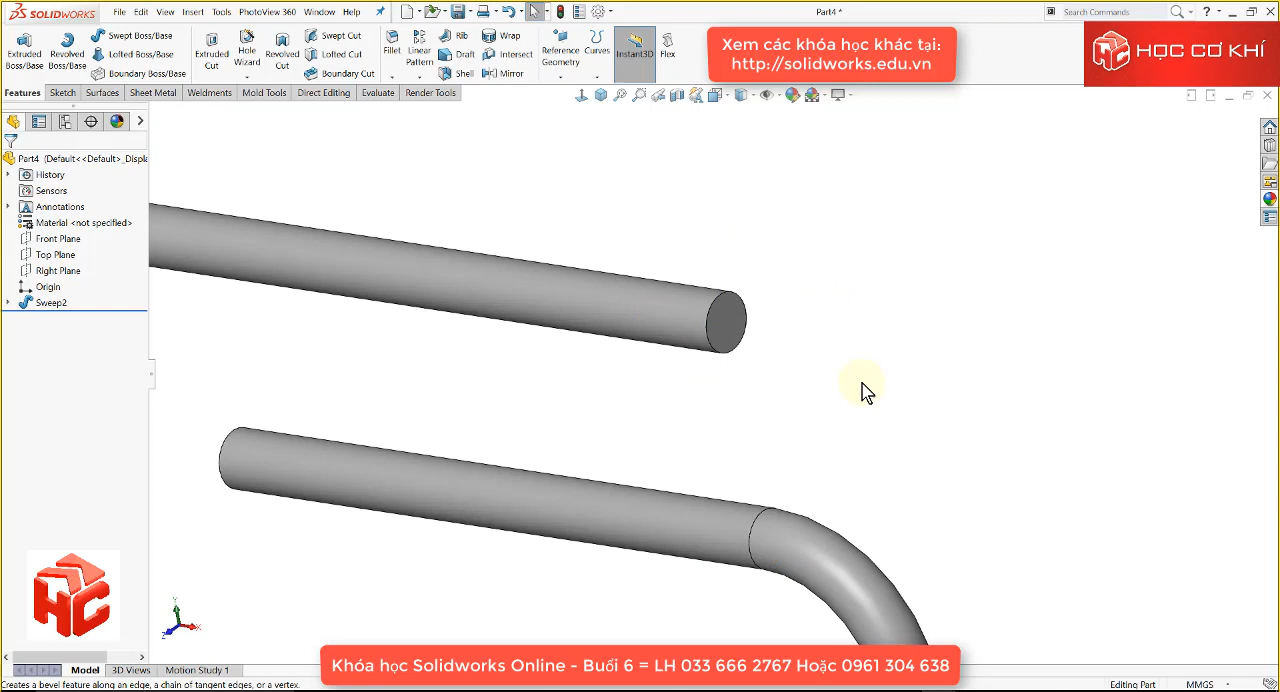 SOLIDWORKS
File Edit View Insert Tools PhotoView 360 Window Help
Part4 *
Search Commands
Extruded Boss/Base
Revolved Boss/Base
Swept Boss/Base
Lofted Boss/Base
Boundary Boss/Base
Extruded Cut
Hole Wizard
Revolved Cut
Swept Cut
Lofted Cut
Boundary Cut
Fillet
Linear Pattern
Rib
Draft
Shell
Wrap
Intersect
Mirror
Reference Geometry
Curves
Instant3D
Flex
Xem các khóa học khác tại:
http://solidworks.edu.vn
HỌC CƠ KHÍ
Features Sketch Surfaces Sheet Metal Weldments Mold Tools Direct Editing Evaluate Render Tools
Part4 (Default<<Default>_Displa
History
Sensors
Annotations
Material <not specified>
Front Plane
Top Plane
Right Plane
Origin
Sweep2
HC
Y
X
Z
Model 3D Views Motion Study 1
Khóa học Solidworks Online - Buổi 6 = LH 033 666 2767 Hoặc 0961 304 638
Creates a bevel feature along an edge, a chain of tangent edges, or a vertex.
Editing Part MMGS